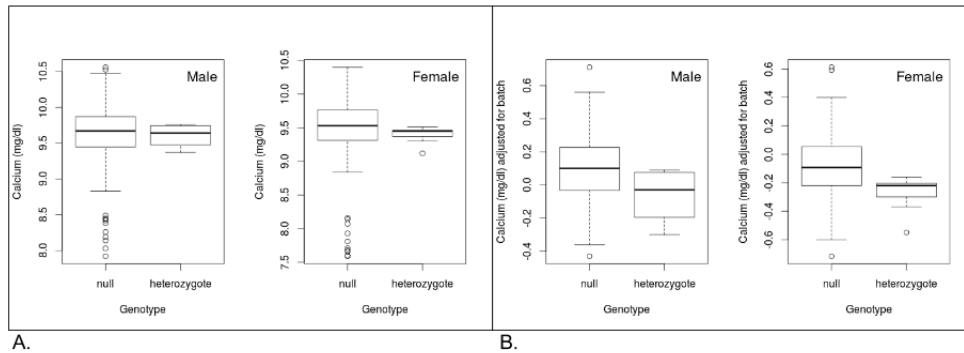 Male
Calcium (mg/dl)
10.5
10.0
9.5
9.0
8.5
8.0
null
heterozygote
Genotype
Female
Calcium (mg/dl)
10.5
10.0
9.5
9.0
8.5
8.0
7.5
null
heterozygote
Genotype
A.
Male
Calcium (mg/dl) adjusted for batch
0.6
0.4
0.2
0.0
-0.2
-0.4
null
heterozygote
Genotype
Female
Calcium (mg/dl) adjusted for batch
0.6
0.4
0.2
0.0
-0.2
-0.4
-0.6
null
heterozygote
Genotype
B.